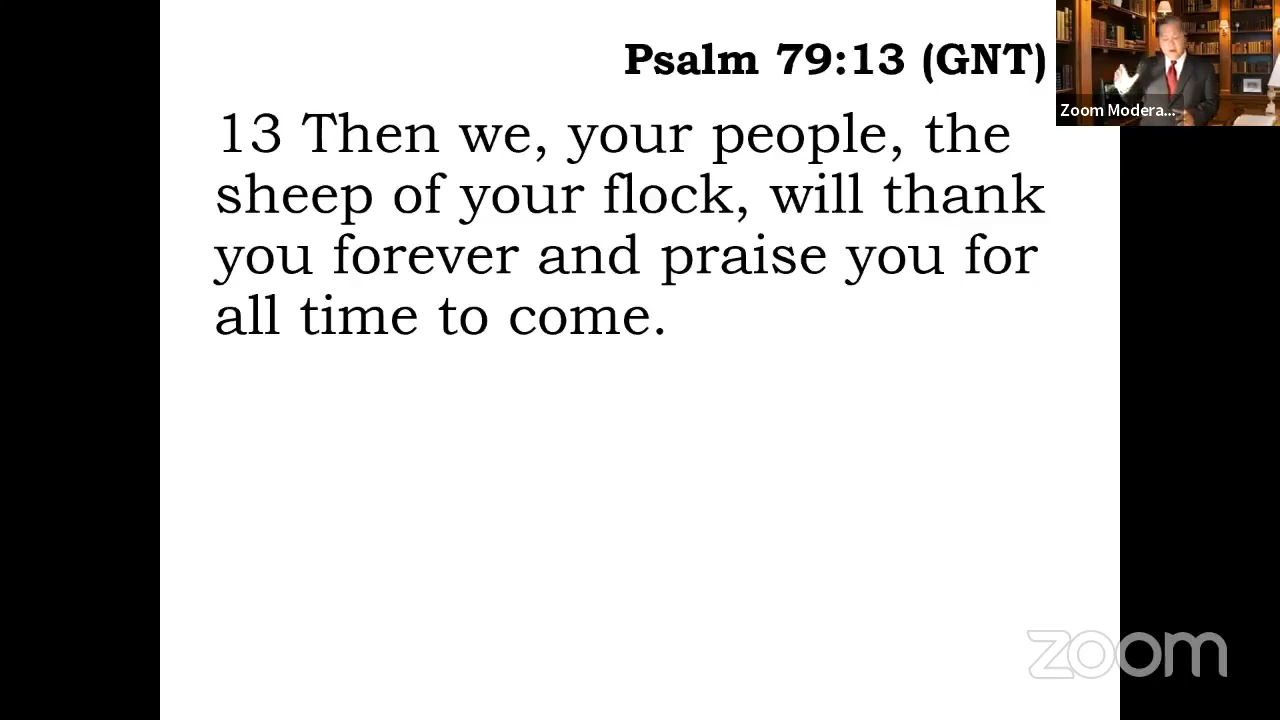 Psalm 79:13 (GNT)
Zoom Modera...
13 Then we, your people, the
sheep of your flock, will thank
you forever and praise you for
all time to come.
zoom